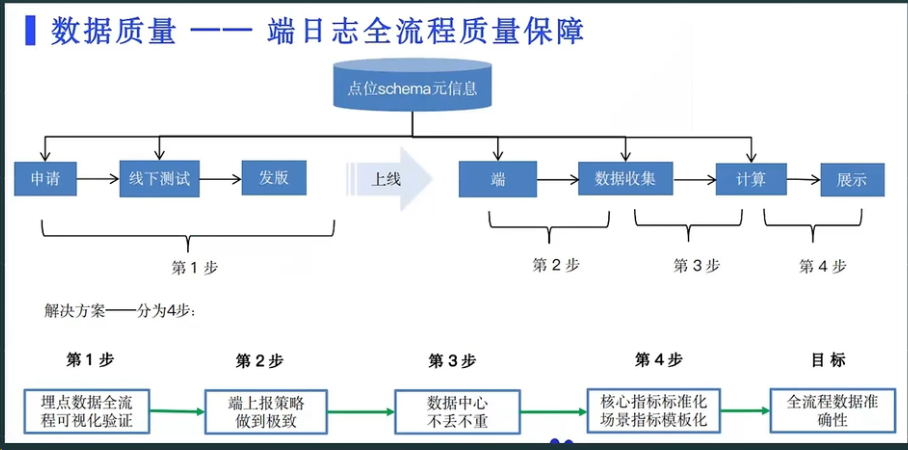 数据质量 —— 端日志全流程质量保障
点位schema元信息
申请
线下测试
发版
上线
端
数据收集
计算
展示
第1步
第2步
第3步
第4步
解决方案——分为4步：
第1步
第2步
第3步
第4步
目标
埋点数据全流
程可视化验证
端上报策略
做到极致
数据中心
不丢不重
核心指标标准化
场景指标模板化
全流程数据准
确性